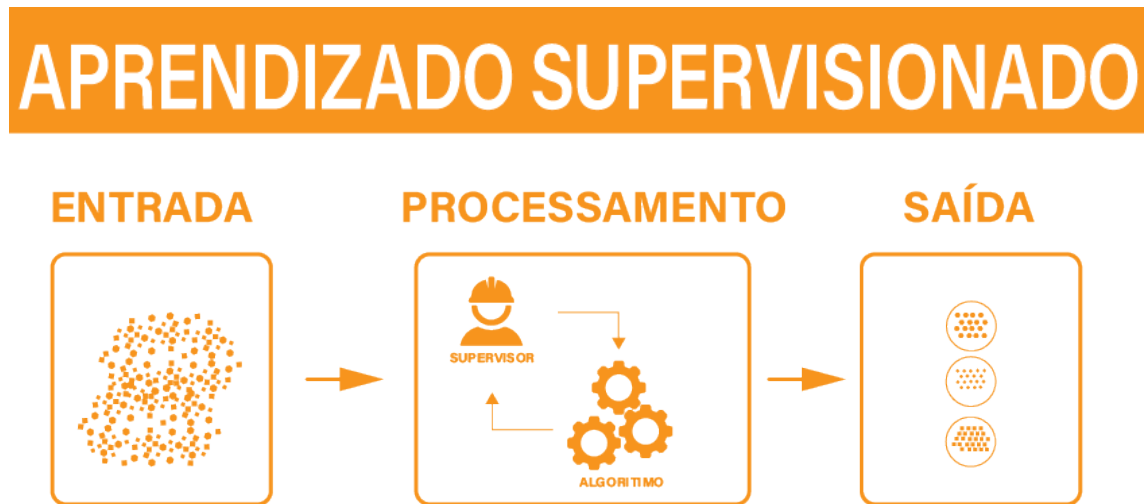 APRENDIZADO SUPERVISIONADO
ENTRADA
PROCESSAMENTO
SAÍDA
SUPERVISOR
ALGORITIMO